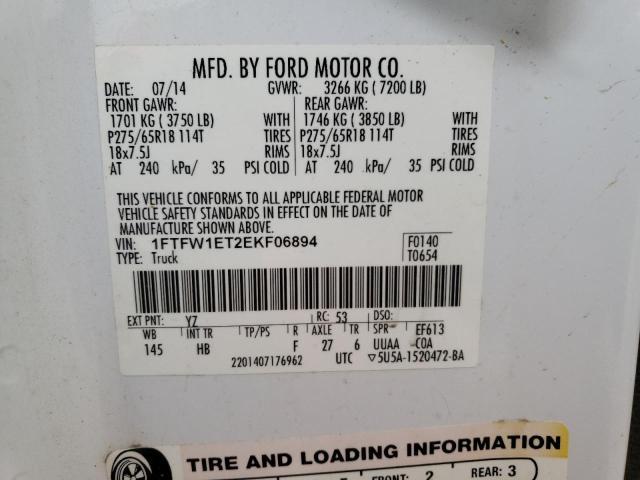 MFD. BY FORD MOTOR CO.
DATE: 07/14 GVWR: 3266 KG ( 7200 LB)
FRONT GAWR: REAR GAWR:
1701 KG ( 3750 LB) WITH 1746 KG ( 3850 LB) WITH
P275/65R18 114T TIRES P275/65R18 114T TIRES
18x7.5J RIMS 18x7.5J RIMS
AT 240 kPa/ 35 PSI COLD AT 240 kPa/ 35 PSI COLD
THIS VEHICLE CONFORMS TO ALL APPLICABLE FEDERAL MOTOR
VEHICLE SAFETY STANDARDS IN EFFECT ON THE DATE OF
MANUFACTURE SHOWN ABOVE.
VIN: 1FTFW1ET2EKF06894 F0140
TYPE: Truck T0654
EXT PNT: YZ RC: 53 DSO:
WB INT TR TP/PS R AXLE TR SPR EF613
145 HB F 27 6 UUAA COA
2201407176962 UTC ▽5U5A-1520472-BA
TIRE AND LOADING INFORMATION
FRONT: 2 REAR: 3